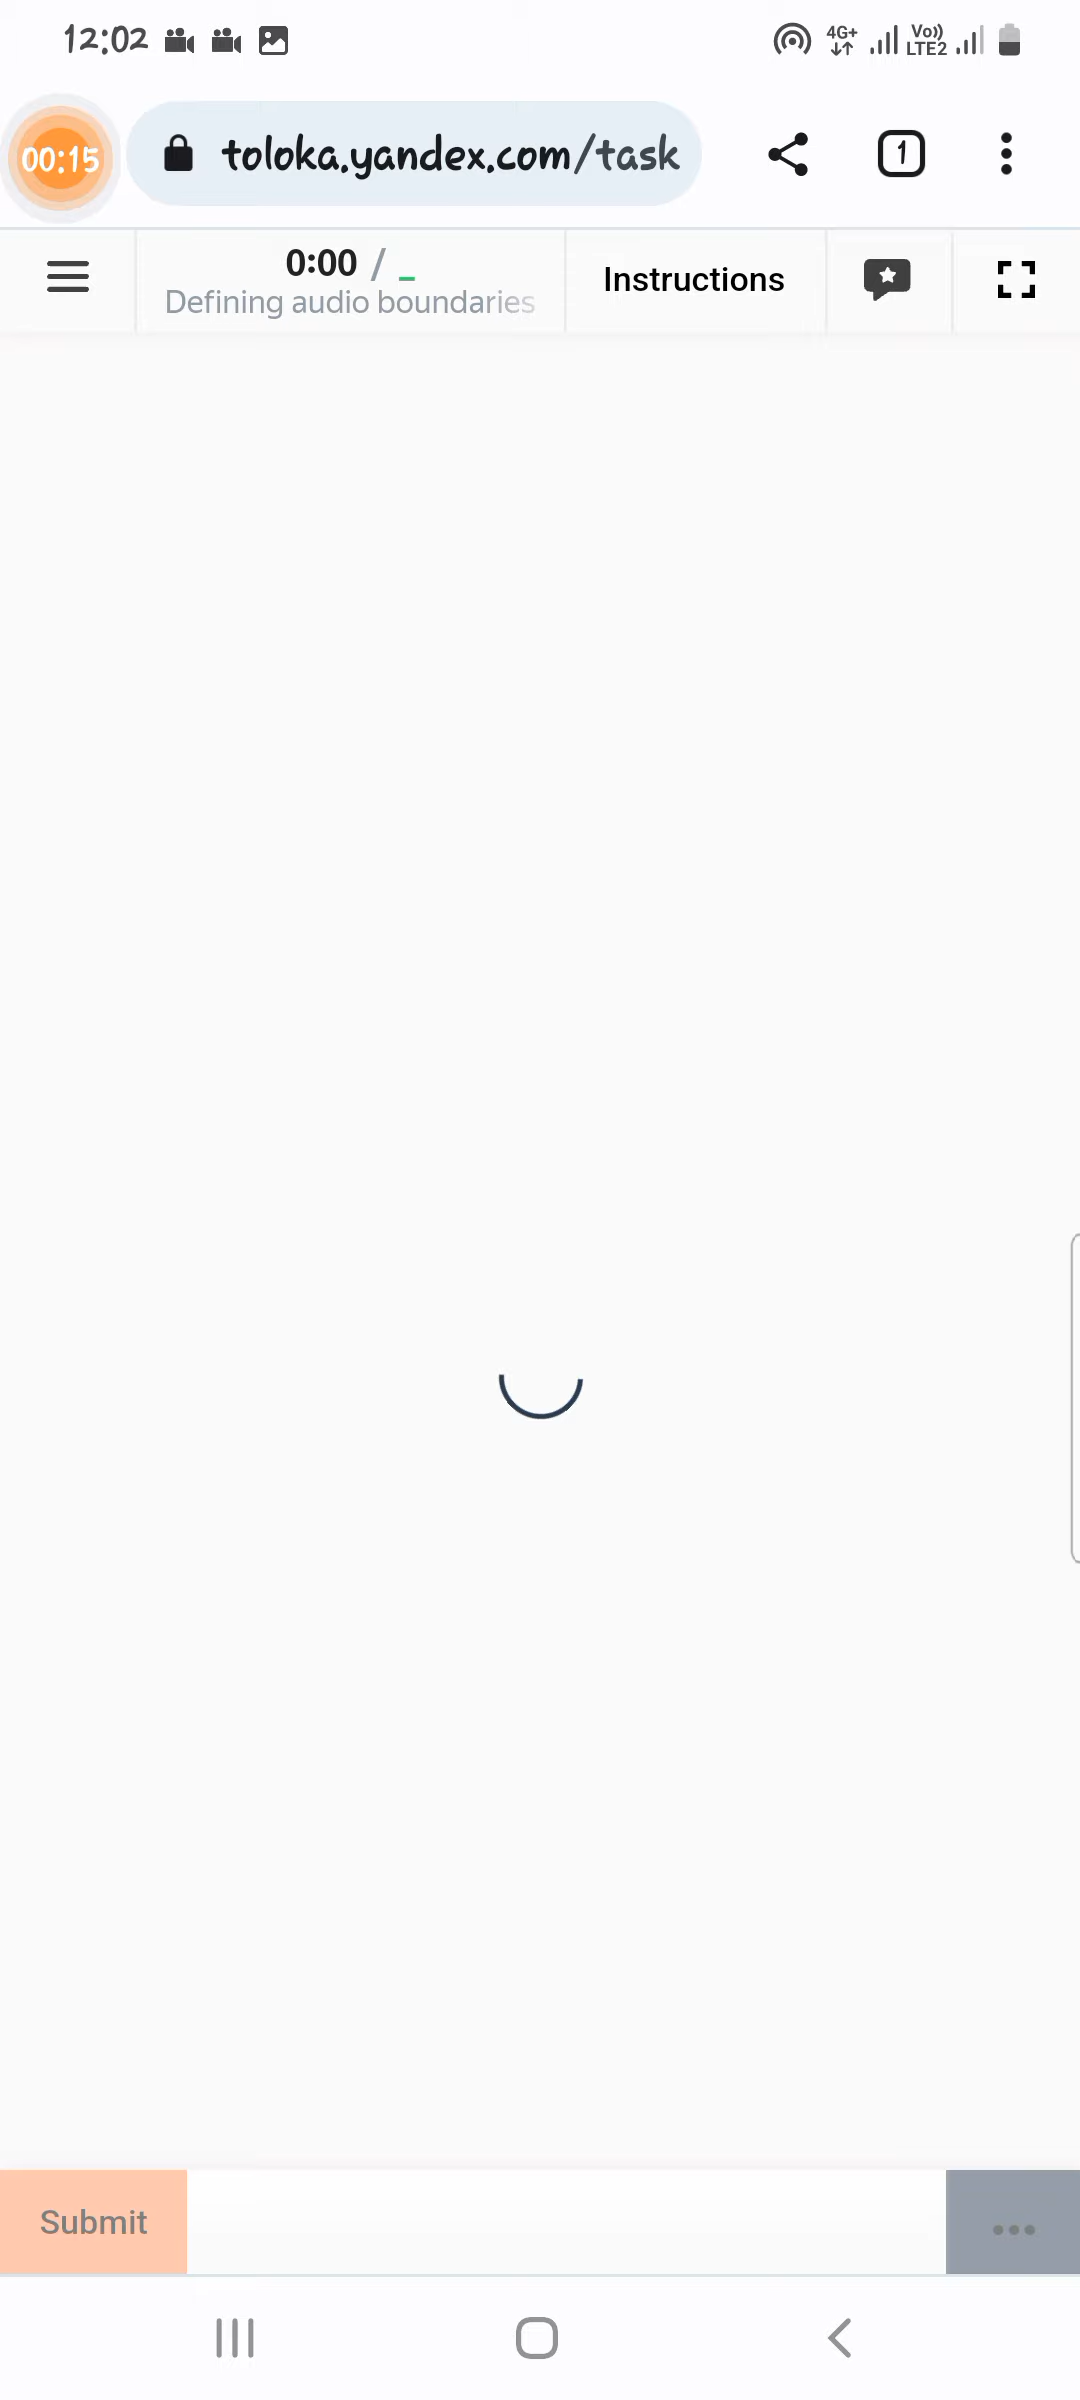 12:02 4G+ Vo)) LTE2
00:15 toloka.yandex.com/task 1
0:00 / _
Defining audio boundaries
Instructions
Submit